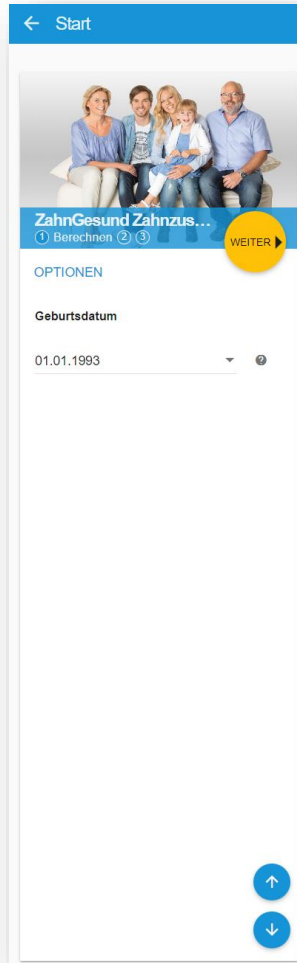 Start
ZahnGesund Zahnzus...
1 Berechnen 2 3
WEITER
OPTIONEN
Geburtsdatum
01.01.1993